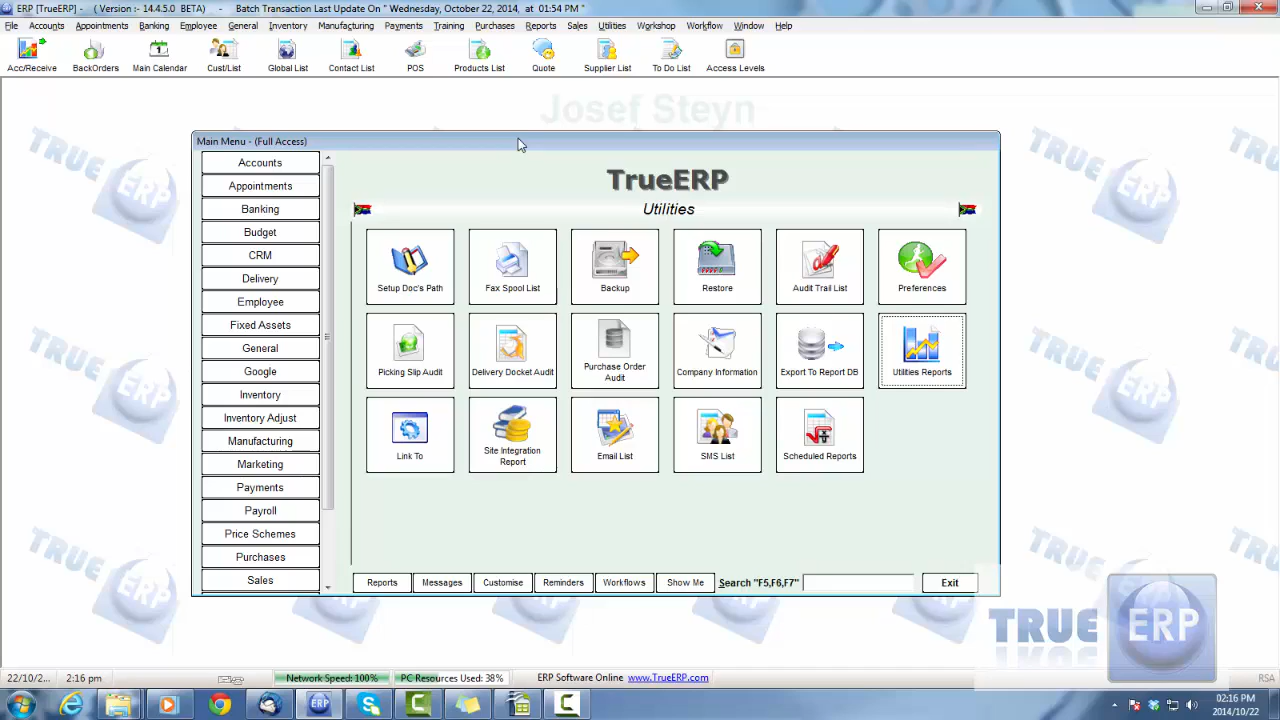 ERP [TrueERP] - ( Version :- 14.4.5.0 BETA) - Batch Transaction Last Update On " Wednesday, October 22, 2014, at 01:54 PM "
File Accounts Appointments Banking Employee General Inventory Manufacturing Payments Training Purchases Reports Sales Utilities Workshop Workflow Window Help
Acc/Receive BackOrders Main Calendar Cust/List Global List Contact List POS Products List Quote Supplier List To Do List Access Levels
Josef Steyn
Main Menu - (Full Access)
Accounts
Appointments
Banking
Budget
CRM
Delivery
Employee
Fixed Assets
General
Google
Inventory
Inventory Adjust
Manufacturing
Marketing
Payments
Payroll
Price Schemes
Purchases
Sales
TrueERP
Utilities
Setup Doc's Path Fax Spool List Backup Restore Audit Trail List Preferences
Picking Slip Audit Delivery Docket Audit Purchase Order Audit Company Information Export To Report DB Utilities Reports
Link To Site Integration Report Email List SMS List Scheduled Reports
Reports Messages Customise Reminders Workflows Show Me Search "F5,F6,F7" Exit
TRUE ERP
22/10/2... 2:16 pm Network Speed: 100% PC Resources Used: 38% ERP Software Online www.TrueERP.com RSA
02:16 PM
2014/10/22